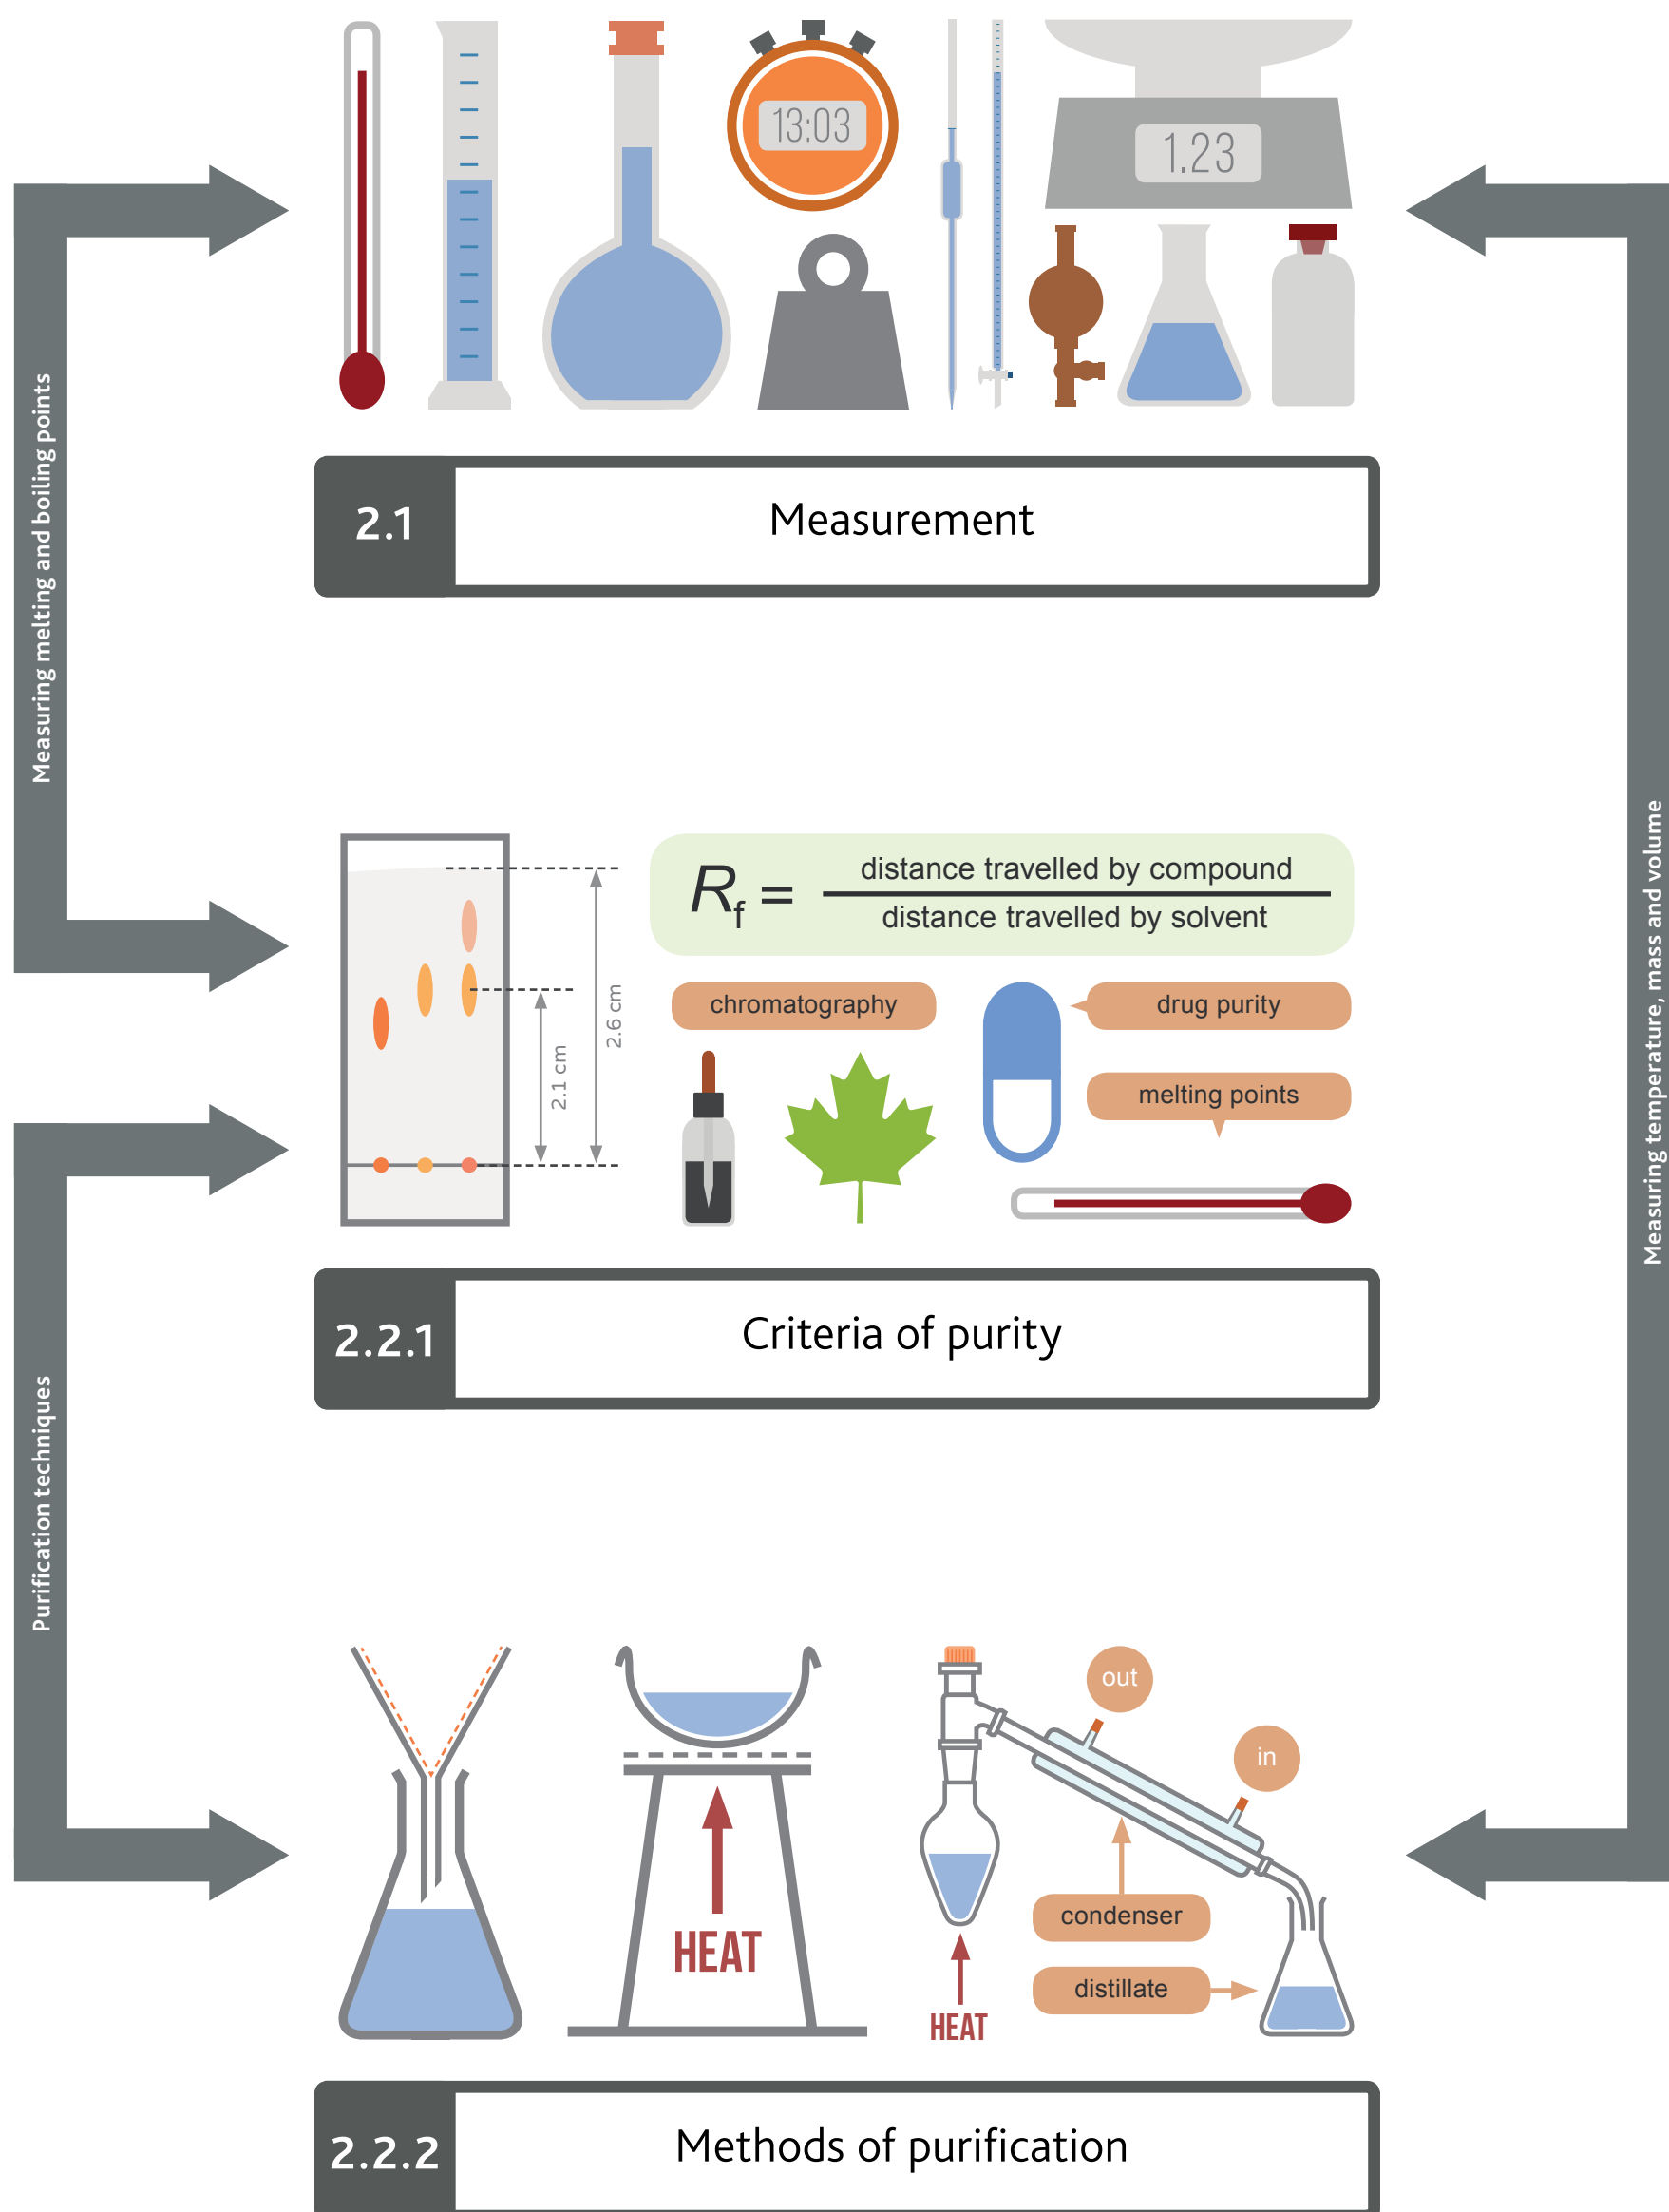 13:03
1.23
Measuring melting and boiling points
2.1
Measurement
Measuring temperature, mass and volume
Rf =
distance travelled by compound
distance travelled by solvent
2.6 cm
2.1 cm
chromatography
drug purity
melting points
2.2.1
Criteria of purity
Purification techniques
out
in
HEAT
condenser
distillate
HEAT
2.2.2
Methods of purification